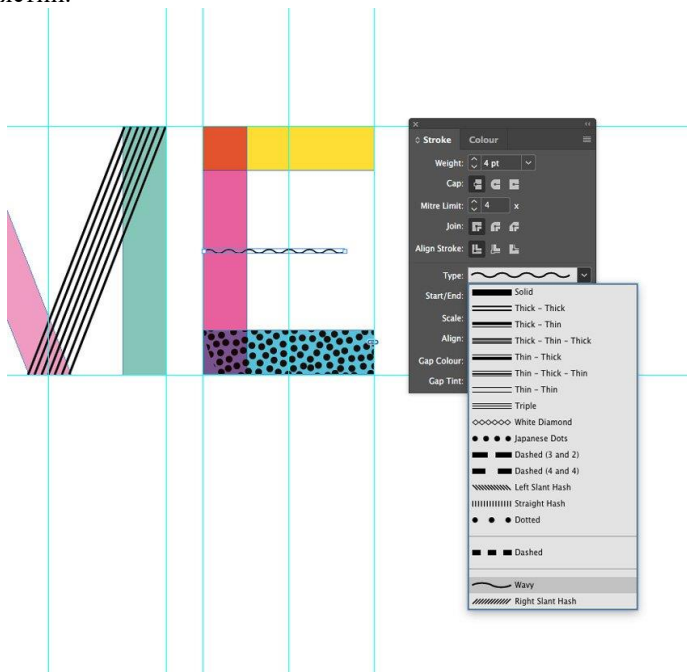 Stroke Colour
Weight: 4 pt
Cap:
Mitre Limit: 4 x
Join:
Align Stroke:
Type:
Start/End:
Scale:
Align:
Gap Colour:
Gap Tint:
Solid
Thick - Thick
Thick - Thin
Thick - Thin - Thick
Thin - Thick
Thin - Thick - Thin
Thin - Thin
Triple
White Diamond
Japanese Dots
Dashed (3 and 2)
Dashed (4 and 4)
Left Slant Hash
Straight Hash
Dotted
Dashed
Wavy
Right Slant Hash